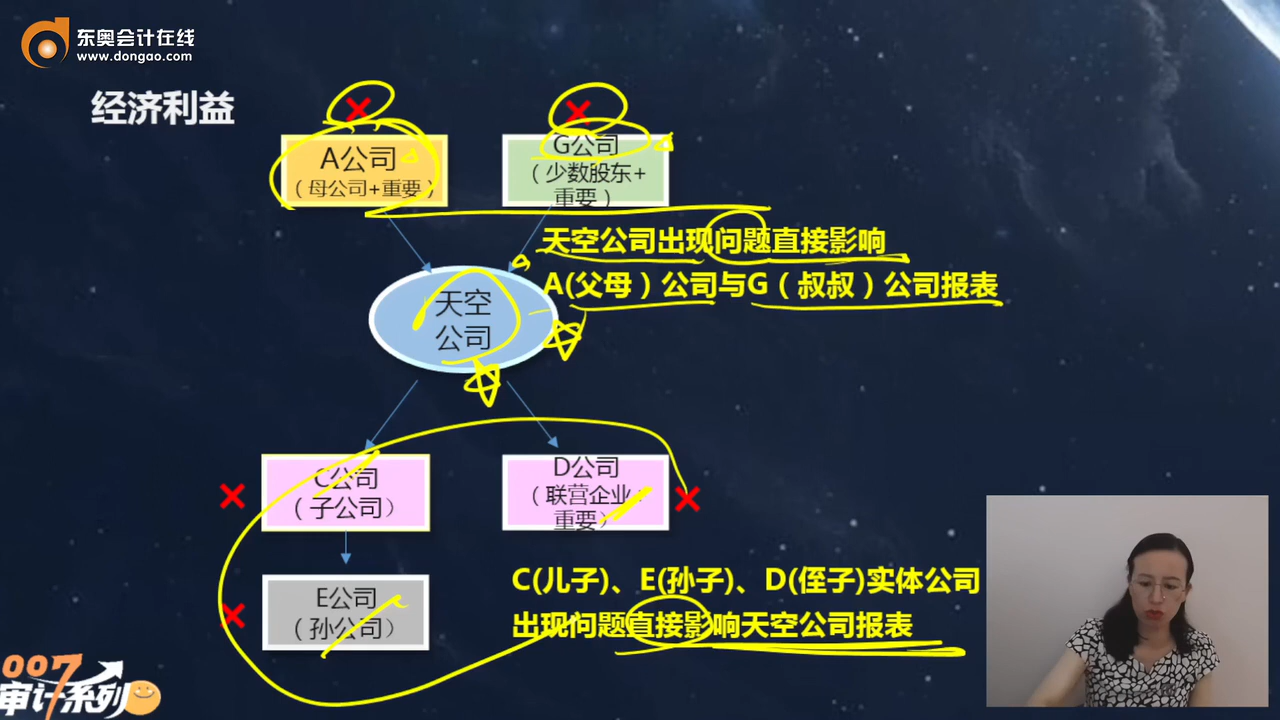 东奥会计在线
www.dongao.com
经济利益
A公司
（母公司+重要）
G公司
（少数股东+
重要）
天空公司出现问题直接影响
A(父母）公司与G（叔叔）公司报表
天空
公司
C公司
（子公司）
D公司
（联营企业+
重要）
E公司
（孙公司）
C(儿子)、E(孙子)、D(侄子)实体公司
出现问题直接影响天空公司报表
007
审计系列